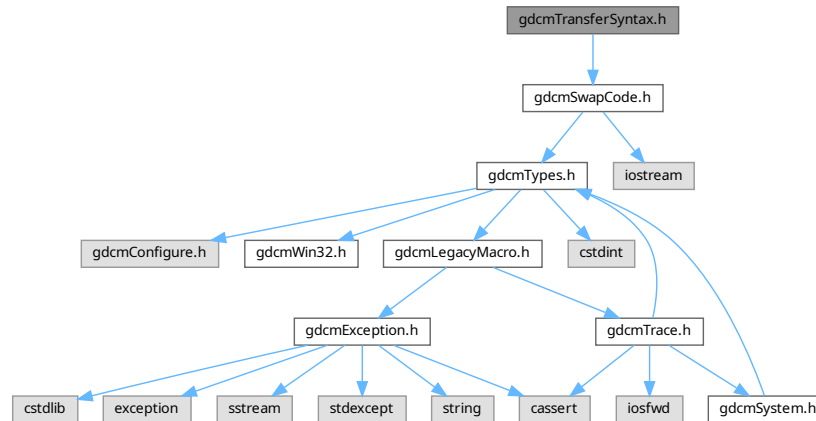 gdcmTransferSyntax.h
gdcmSwapCode.h
gdcmTypes.h
iostream
gdcmConfigure.h
gdcmWin32.h
gdcmLegacyMacro.h
cstdint
gdcmException.h
gdcmTrace.h
cstdlib
exception
sstream
stdexcept
string
cassert
iosfwd
gdcmSystem.h